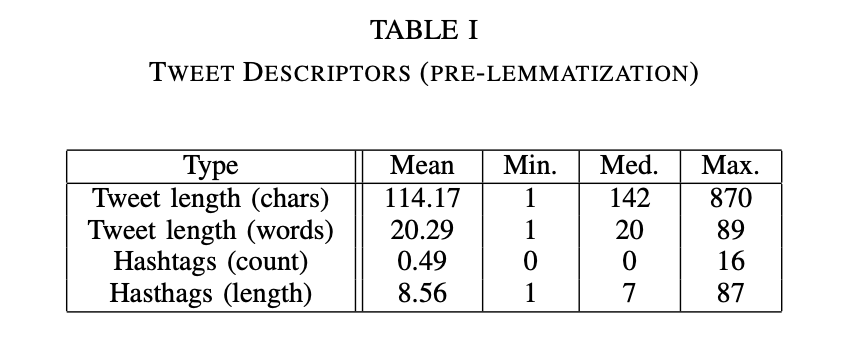 TABLE I
TWEET DESCRIPTORS (PRE-LEMMATIZATION)
Type Mean Min. Med. Max.
Tweet length (chars) 114.17 1 142 870
Tweet length (words) 20.29 1 20 89
Hashtags (count) 0.49 0 0 16
Hasthags (length) 8.56 1 7 87